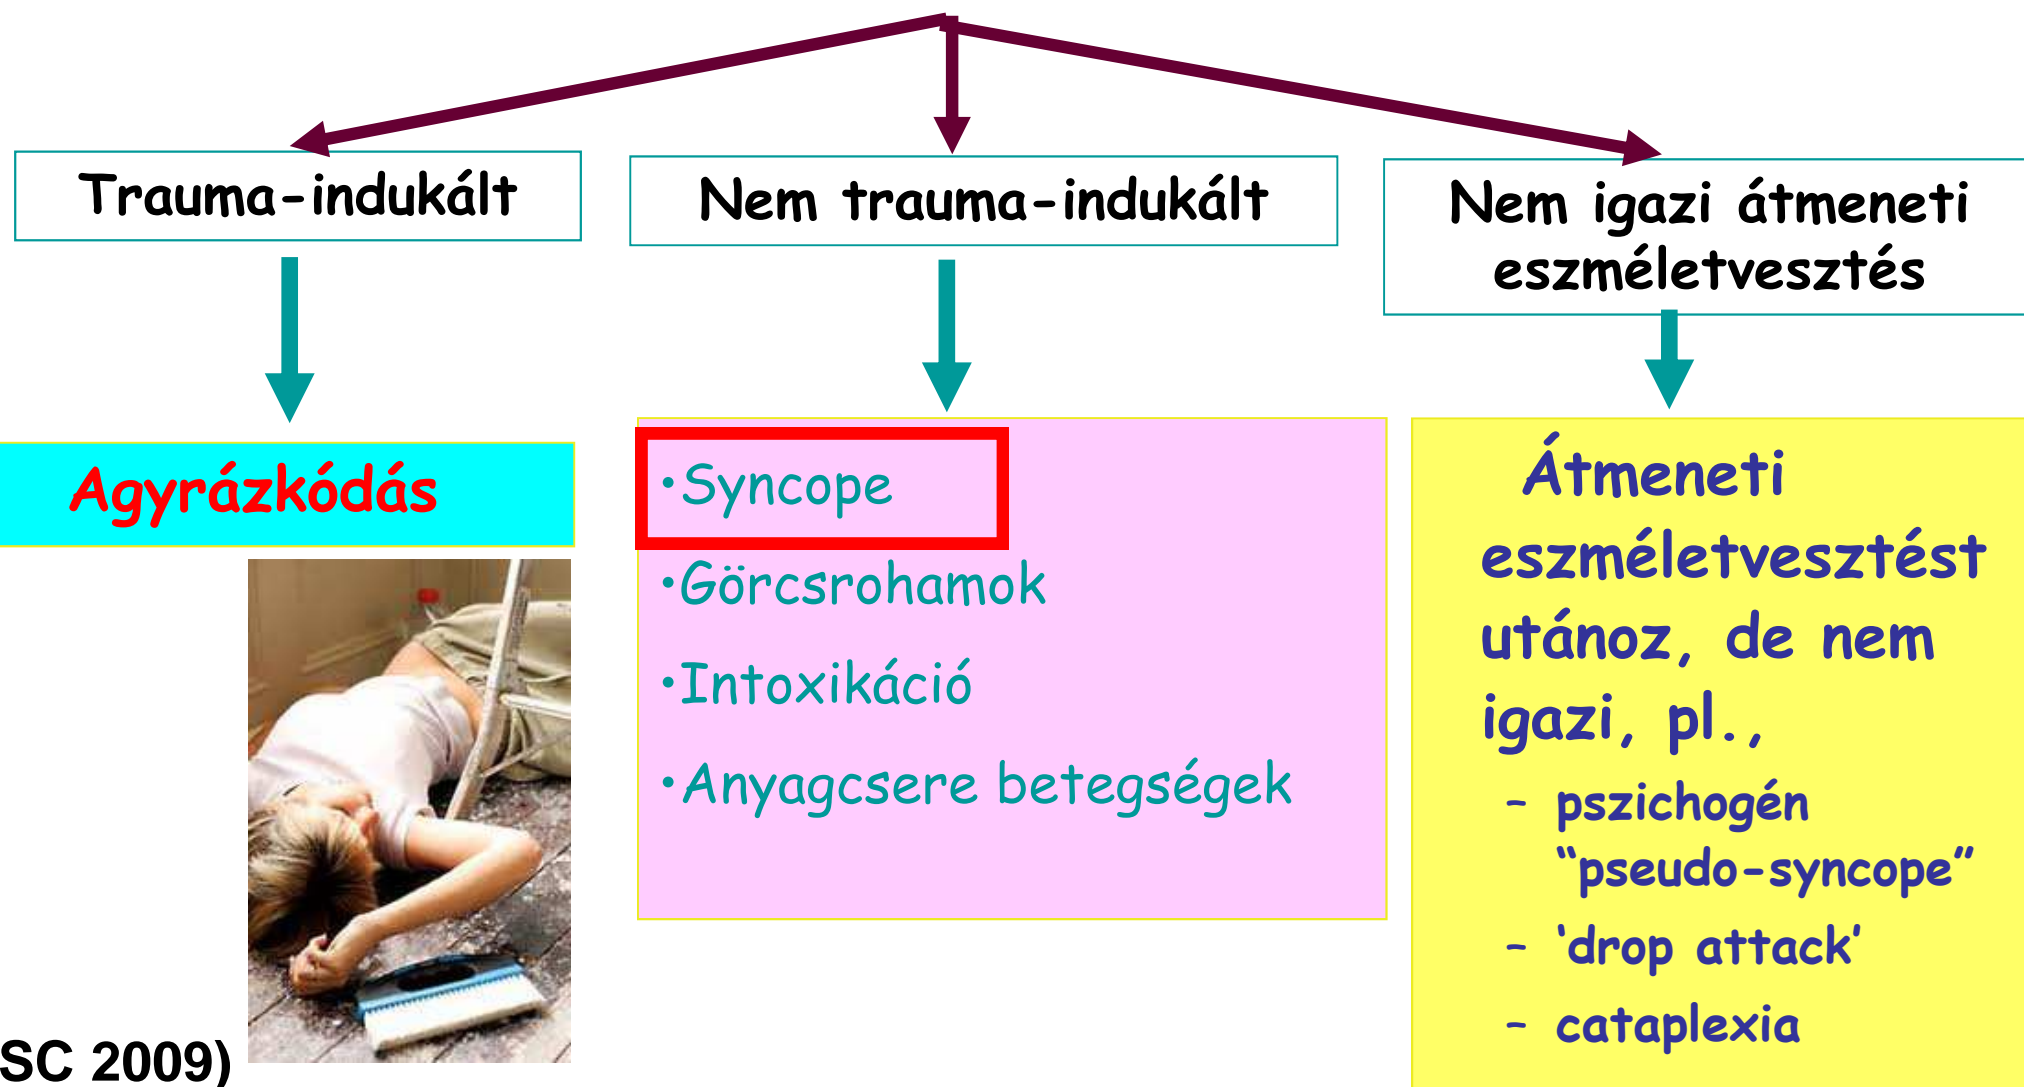 Trauma-indukált
Nem trauma-indukált
Nem igazi átmeneti
eszméletvesztés
Agyrázkódás
•Syncope
•Görcsrohamok
•Intoxikáció
•Anyagcsere betegségek
Átmeneti
eszméletvesztést
utánoz, de nem
igazi, pl.,
– pszichogén
“pseudo-syncope”
– ‘drop attack’
– cataplexia
SC 2009)